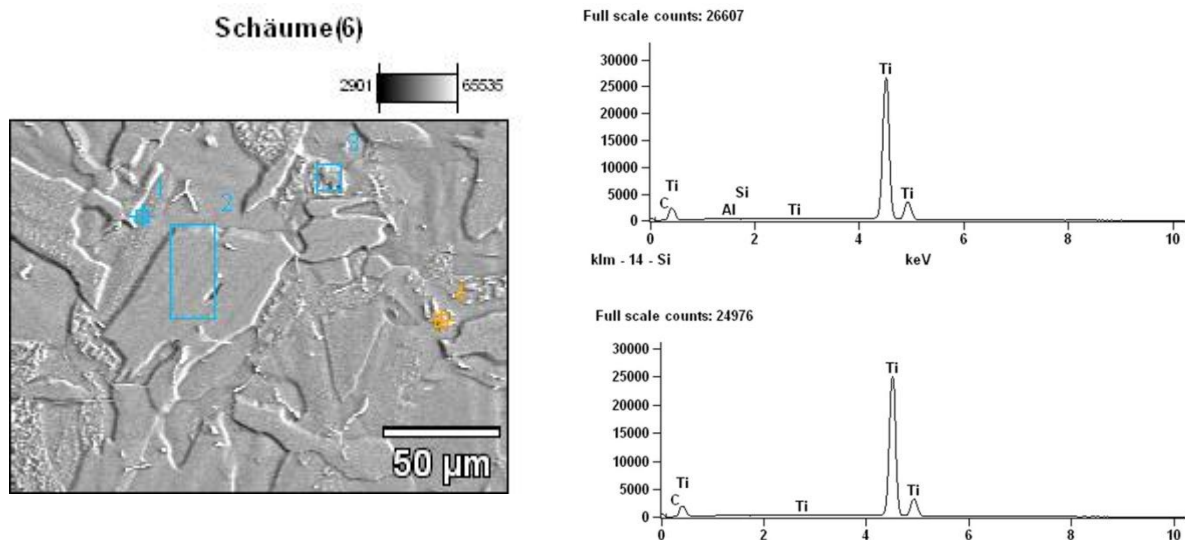 Schäume(6)
2901 65535
1
2
3
50 µm
Full scale counts: 26607
30000
25000
20000
15000
10000
5000
0
Ti
Ti
Ti
C
Si
Al
Ti
0 2 4 6 8 10
klm - 14 - Si keV
Full scale counts: 24976
30000
25000
20000
15000
10000
5000
0
Ti
Ti
Ti
C
Ti
0 2 4 6 8 10